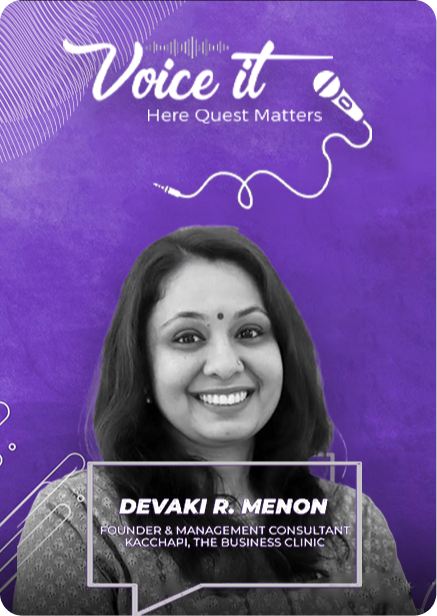 Voice it
Here Quest Matters
DEVAKI R. MENON
FOUNDER & MANAGEMENT CONSULTANT
KACCHAPI, THE BUSINESS CLINIC